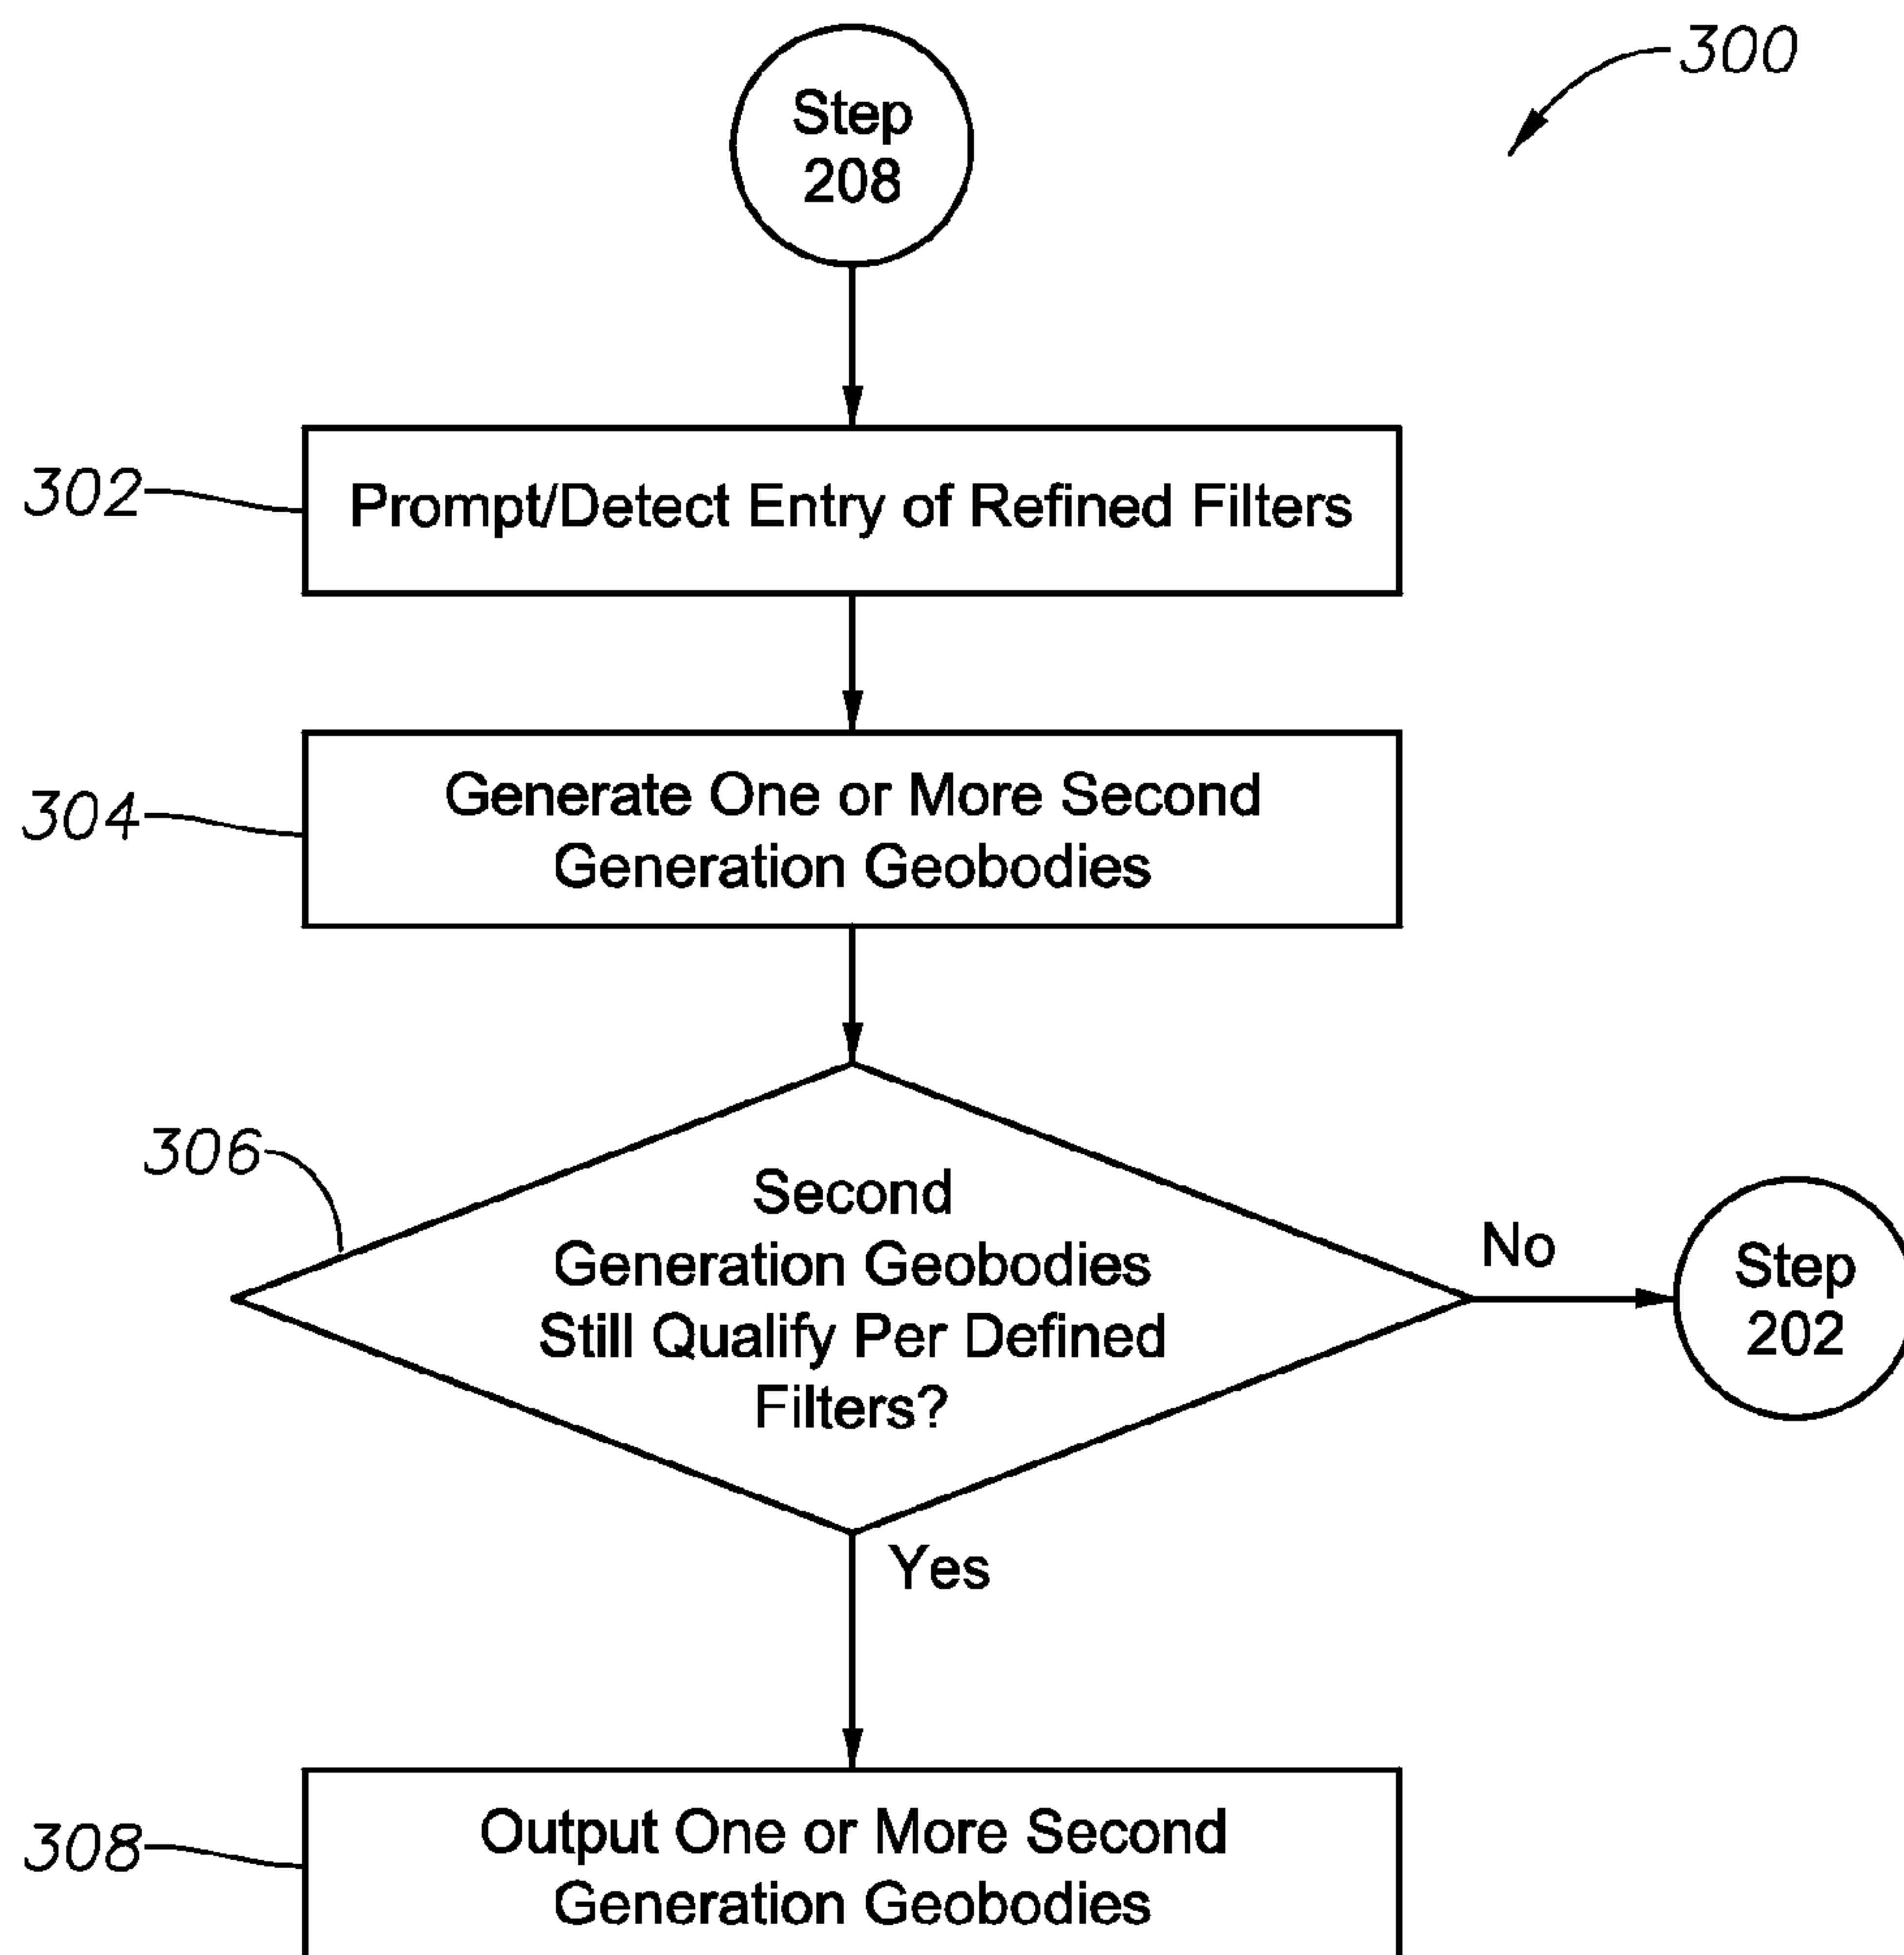 Step
208
300
302
Prompt/Detect Entry of Refined Filters
304
Generate One or More Second
Generation Geobodies
306
Second
Generation Geobodies
Still Qualify Per Defined
Filters?
No
Step
202
Yes
308
Output One or More Second
Generation Geobodies